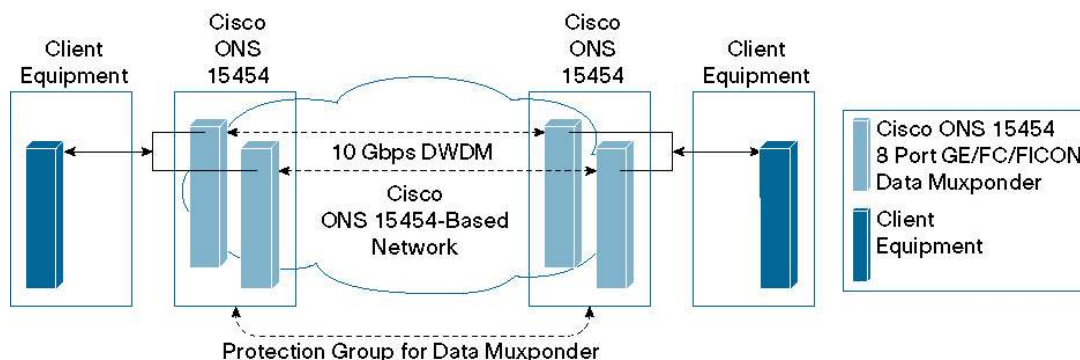 Client
Equipment
Cisco
ONS
15454
Cisco
ONS
15454
Client
Equipment
10 Gbps DWDM
Cisco
ONS 15454-Based
Network
Protection Group for Data Muxponder
Cisco ONS 15454
8 Port GE/FC/FICON
Data Muxponder
Client
Equipment